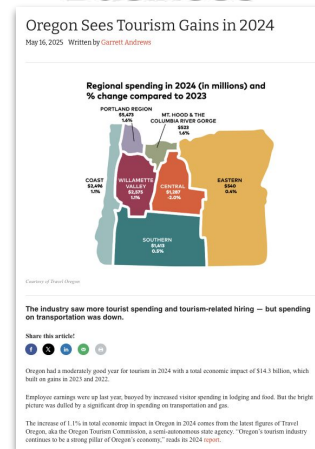 Oregon Sees Tourism Gains in 2024
May 16, 2025 Written by Garrett Andrews
Regional spending in 2024 (in millions) and
% change compared to 2023
PORTLAND REGION
$5,473
1.6%
MT. HOOD & THE
COLUMBIA RIVER GORGE
$523
1.6%
COAST
$2,496
1.1%
WILLAMETTE
VALLEY
$2,575
1.1%
CENTRAL
$1,287
-3.0%
EASTERN
$540
0.6%
SOUTHERN
$1,413
0.5%
Courtesy of Travel Oregon
The industry saw more tourist spending and tourism-related hiring — but spending
on transportation was down.
Share this article!
Oregon had a moderately good year for tourism in 2024 with a total economic impact of $14.3 billion, which
built on gains in 2023 and 2022.
Employee earnings were up last year, buoyed by increased visitor spending in lodging and food. But the bright
picture was dulled by a significant drop in spending on transportation and gas.
The increase of 1.1% in total economic impact in Oregon in 2024 comes from the latest figures of Travel
Oregon, aka the Oregon Tourism Commission, a semi-autonomous state agency. “Oregon’s tourism industry
continues to be a strong pillar of Oregon’s economy,” reads its 2024 report.